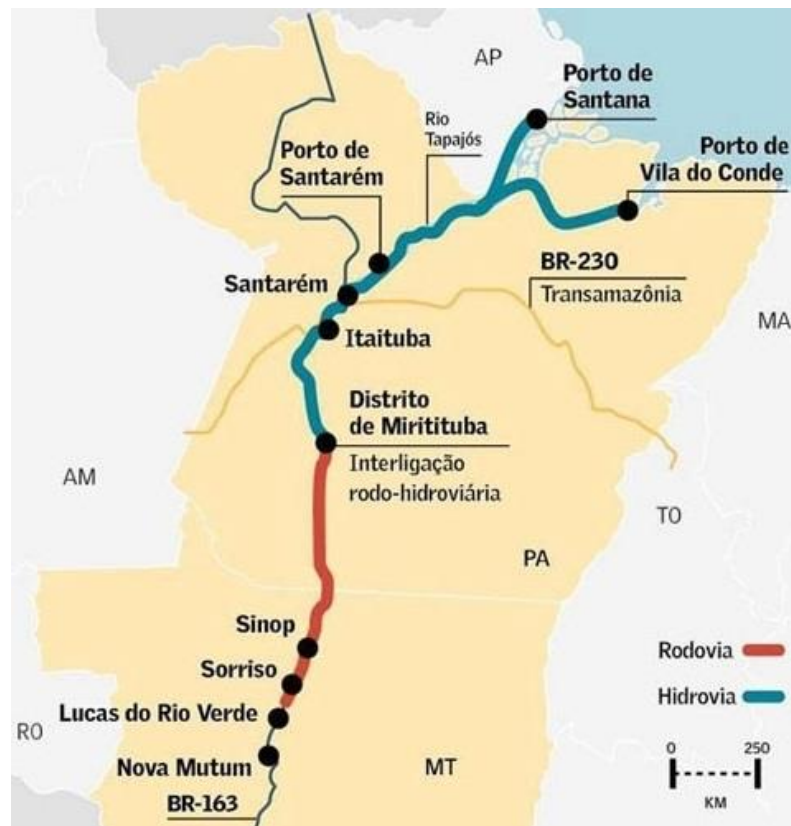 AP
Porto de
Santana
Rio
Tapajós
Porto de
Santarém
Porto de
Vila do Conde
BR-230
Transamazônia
Santarém
MA
Itaituba
Distrito
de Miritituba
Interligação
rodo-hidroviária
AM
TO
PA
Sinop
Rodovia
Sorriso
Hidrovia
Lucas do Rio Verde
RO
0 250
KM
Nova Mutum
MT
BR-163